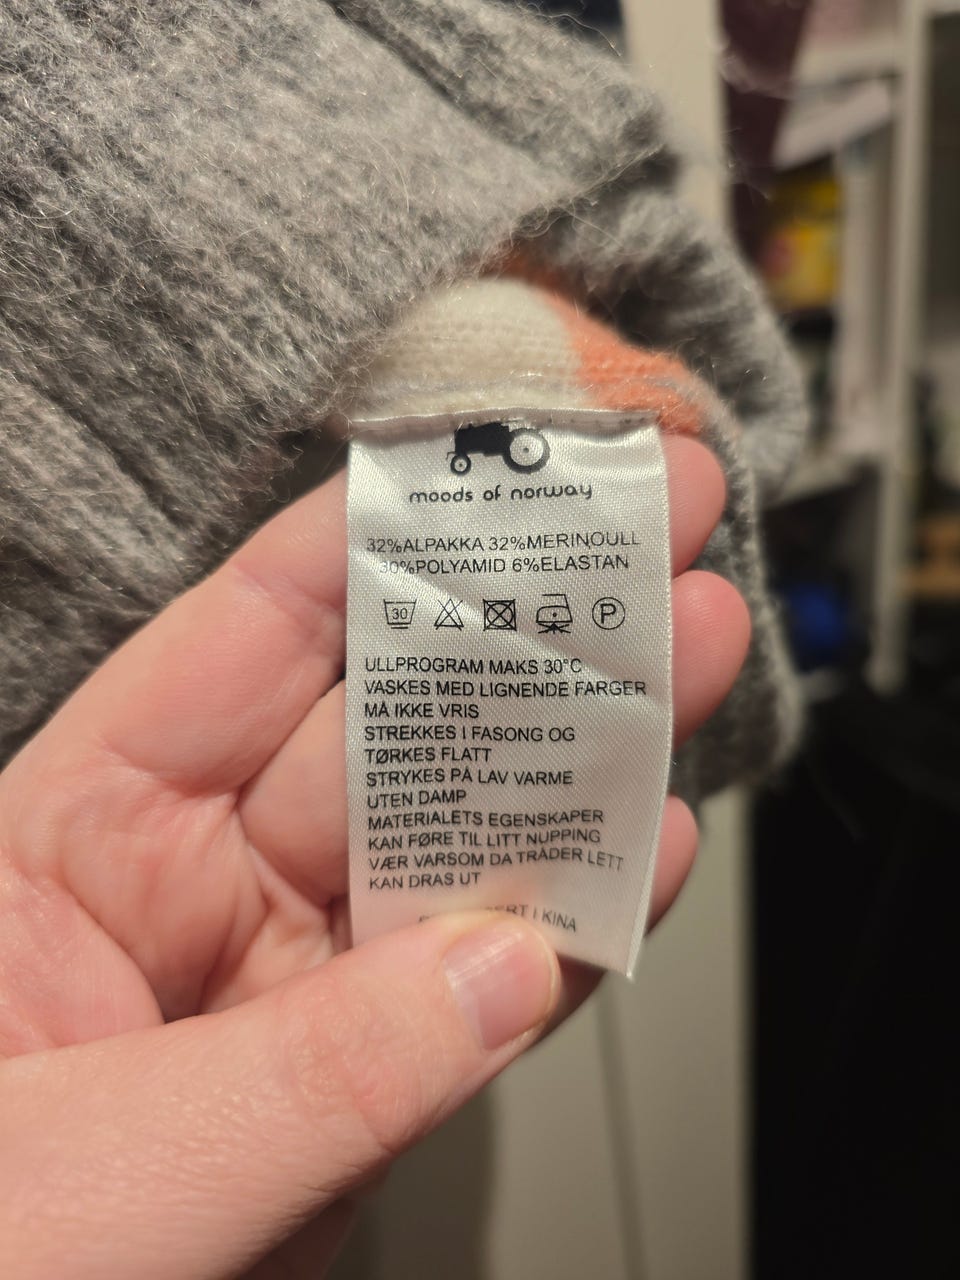 moods of norway
32%ALPAKKA 32%MERINOULL
30%POLYAMID 6%ELASTAN
30 P
ULLPROGRAM MAKS 30°C
VASKES MED LIGNENDE FARGER
MÅ IKKE VRIS
STREKKES I FASONG OG
TØRKES FLATT
STRYKES PÅ LAV VARME
UTEN DAMP
MATERIALETS EGENSKAPER
KAN FØRE TIL LITT NUPPING
VÆR VARSOM DA TRÅDER LETT
KAN DRAS UT
I KINA